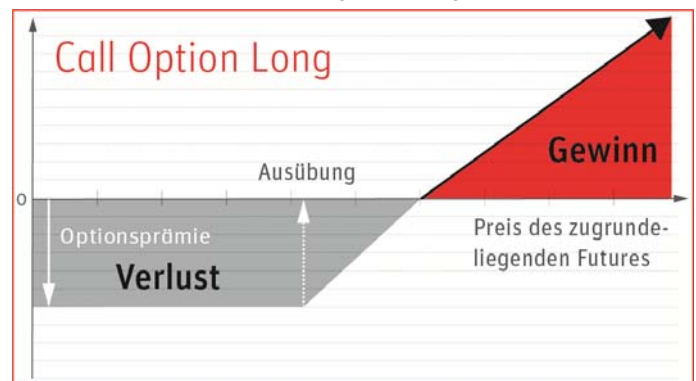 Call Option Long
Gewinn
Ausübung
0
Optionsprämie
Verlust
Preis des zugrunde-
liegenden Futures